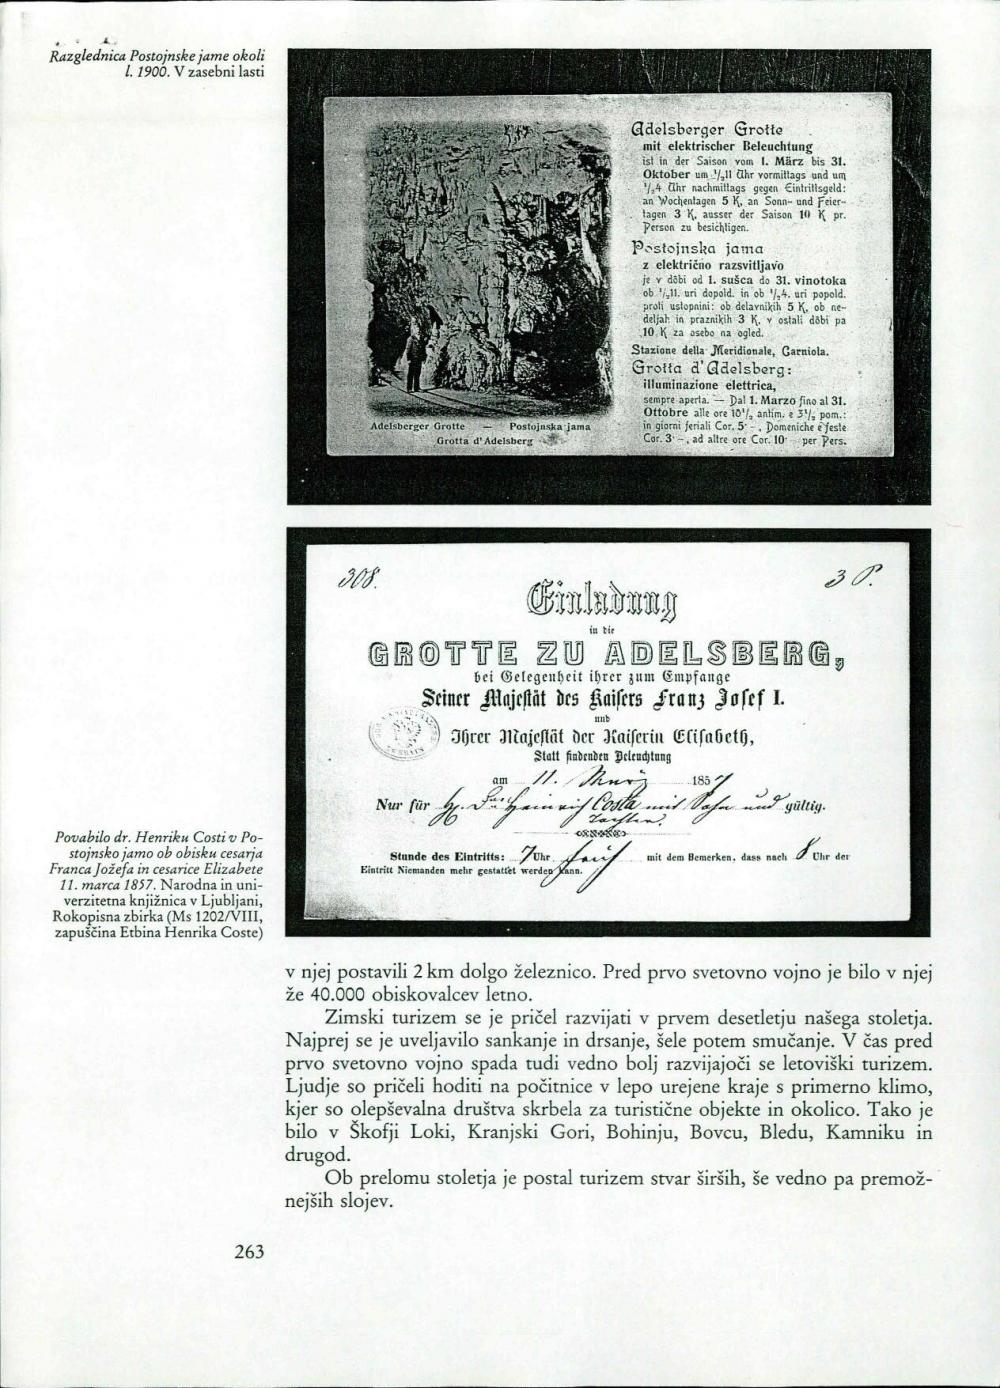 Razglednica Postojnske jame okoli
l. 1900. V zasebni lasti
Adelsberger Grotte
mit elektrischer Beleuchtung
ist in der Saison vom 1. März bis 31.
Oktober um ½11 Uhr vormittags und um
½4 Uhr nachmittags gegen Eintrittsgeld:
an Wochentagen 5 K, an Sonn- und Feier-
tagen 3 K, ausser der Saison 10 K pr.
Person zu besichtigen.
Postojnska jama
z električno razsvitljavo
je v dôbi od 1. sušca do 31. vinotoka
ob ½11. uri dopold. in ob ½4. uri popold.
proti ustopnini: ob delavnikih 5 K, ob ne-
deljah in praznikih 3 K, v ostali dôbi pa
10 K za osebo na ogled.
Stazione della Meridionale, Carniola.
Grotta d'Adelsberg:
illuminazione elettrica,
sempre aperta. — Dal 1. Marzo fino al 31.
Ottobre alle ore 10½ antim. e 3½ pom.:
in giorni feriali Cor. 5·-, Domeniche e feste
Cor. 3·-, ad altre ore Cor. 10·- per Pers.
Adelsberger Grotte — Postojnska jama
Grotta d'Adelsberg
308.
3 P.
Einladung
in die
GROTTE ZU ADELSBERG,
bei Gelegenheit ihrer zum Empfange
Seiner Majestät des Kaisers Franz Josef I.
und
Ihrer Majestät der Kaiserin Elisabeth,
Statt findenden Beleuchtung
am 11. März 1857
Nur für H. Dr. Heinrich Costa mit Sohn und gültig.
Tochter.
Stunde des Eintritts: 7 Uhr früh mit dem Bemerken, dass nach 8 Uhr der
Eintritt Niemanden mehr gestattet werden kann.
Povabilo dr. Henriku Costi v Po-
stojnsko jamo ob obisku cesarja
Franca Jožefa in cesarice Elizabete
11. marca 1857. Narodna in uni-
verzitetna knjižnica v Ljubljani,
Rokopisna zbirka (Ms 1202/VIII,
zapuščina Etbina Henrika Coste)
v njej postavili 2 km dolgo železnico. Pred prvo svetovno vojno je bilo v njej
že 40.000 obiskovalcev letno.
Zimski turizem se je pričel razvijati v prvem desetletju našega stoletja.
Najprej se je uveljavilo sankanje in drsanje, šele potem smučanje. V čas pred
prvo svetovno vojno spada tudi vedno bolj razvijajoči se letoviški turizem.
Ljudje so pričeli hoditi na počitnice v lepo urejene kraje s primerno klimo,
kjer so olepševalna društva skrbela za turistične objekte in okolico. Tako je
bilo v Škofji Loki, Kranjski Gori, Bohinju, Bovcu, Bledu, Kamniku in
drugod.
Ob prelomu stoletja je postal turizem stvar širših, še vedno pa premož-
nejših slojev.
263